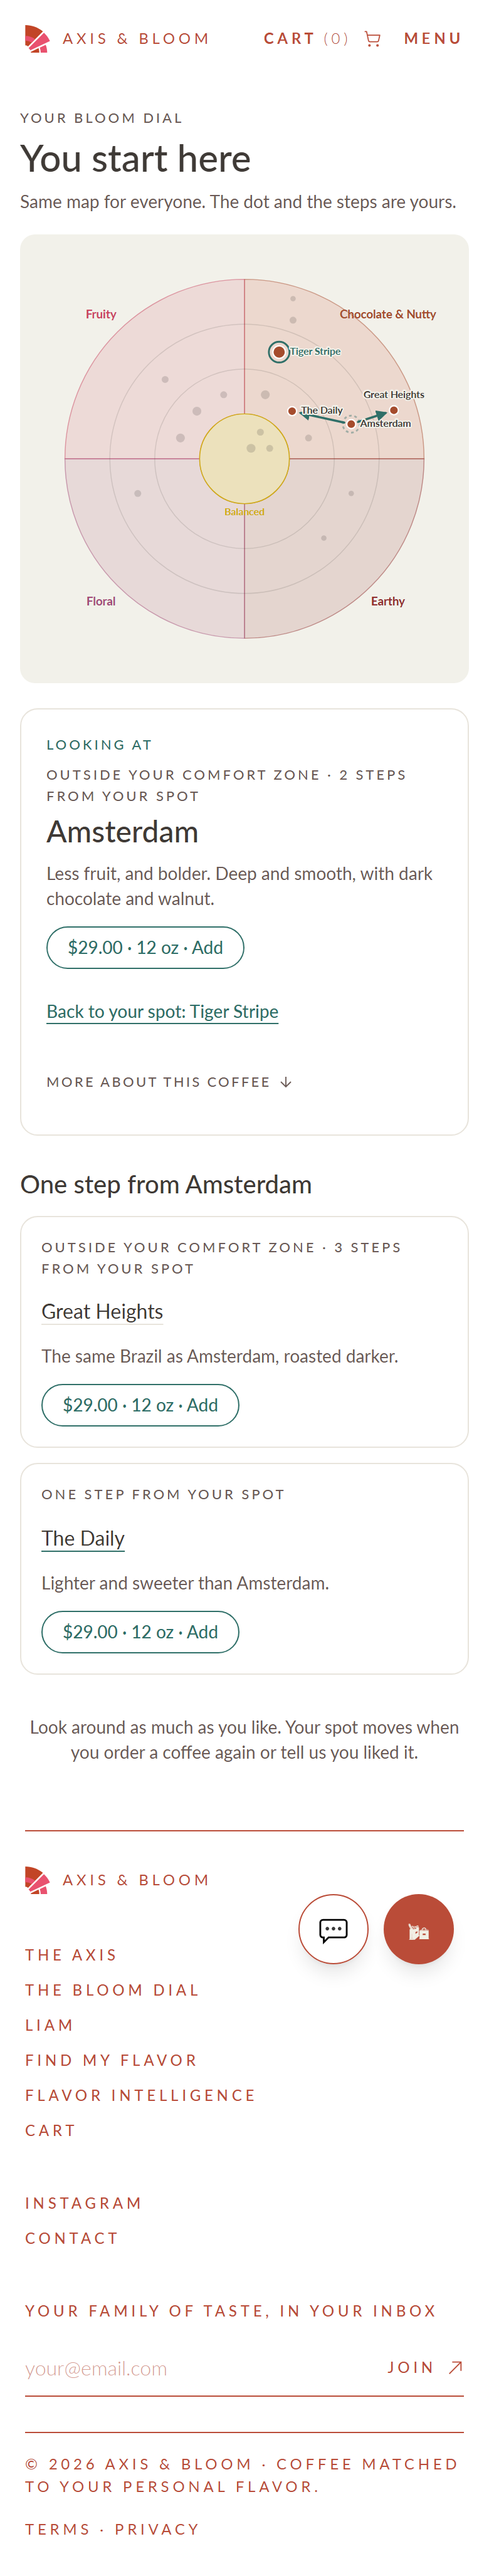 AXIS & BLOOM CART (0) MENU
YOUR BLOOM DIAL
You start here
Same map for everyone. The dot and the steps are yours.
Fruity
Chocolate & Nutty
Tiger Stripe
Great Heights
The Daily
Amsterdam
Balanced
Floral
Earthy
LOOKING AT
OUTSIDE YOUR COMFORT ZONE · 2 STEPS
FROM YOUR SPOT
Amsterdam
Less fruit, and bolder. Deep and smooth, with dark
chocolate and walnut.
$29.00 · 12 oz · Add
Back to your spot: Tiger Stripe
MORE ABOUT THIS COFFEE ↓
One step from Amsterdam
OUTSIDE YOUR COMFORT ZONE · 3 STEPS
FROM YOUR SPOT
Great Heights
The same Brazil as Amsterdam, roasted darker.
$29.00 · 12 oz · Add
ONE STEP FROM YOUR SPOT
The Daily
Lighter and sweeter than Amsterdam.
$29.00 · 12 oz · Add
Look around as much as you like. Your spot moves when
you order a coffee again or tell us you liked it.
AXIS & BLOOM
THE AXIS
THE BLOOM DIAL
LIAM
FIND MY FLAVOR
FLAVOR INTELLIGENCE
CART
INSTAGRAM
CONTACT
YOUR FAMILY OF TASTE, IN YOUR INBOX
your@email.com JOIN ↗
© 2026 AXIS & BLOOM · COFFEE MATCHED
TO YOUR PERSONAL FLAVOR.
TERMS · PRIVACY